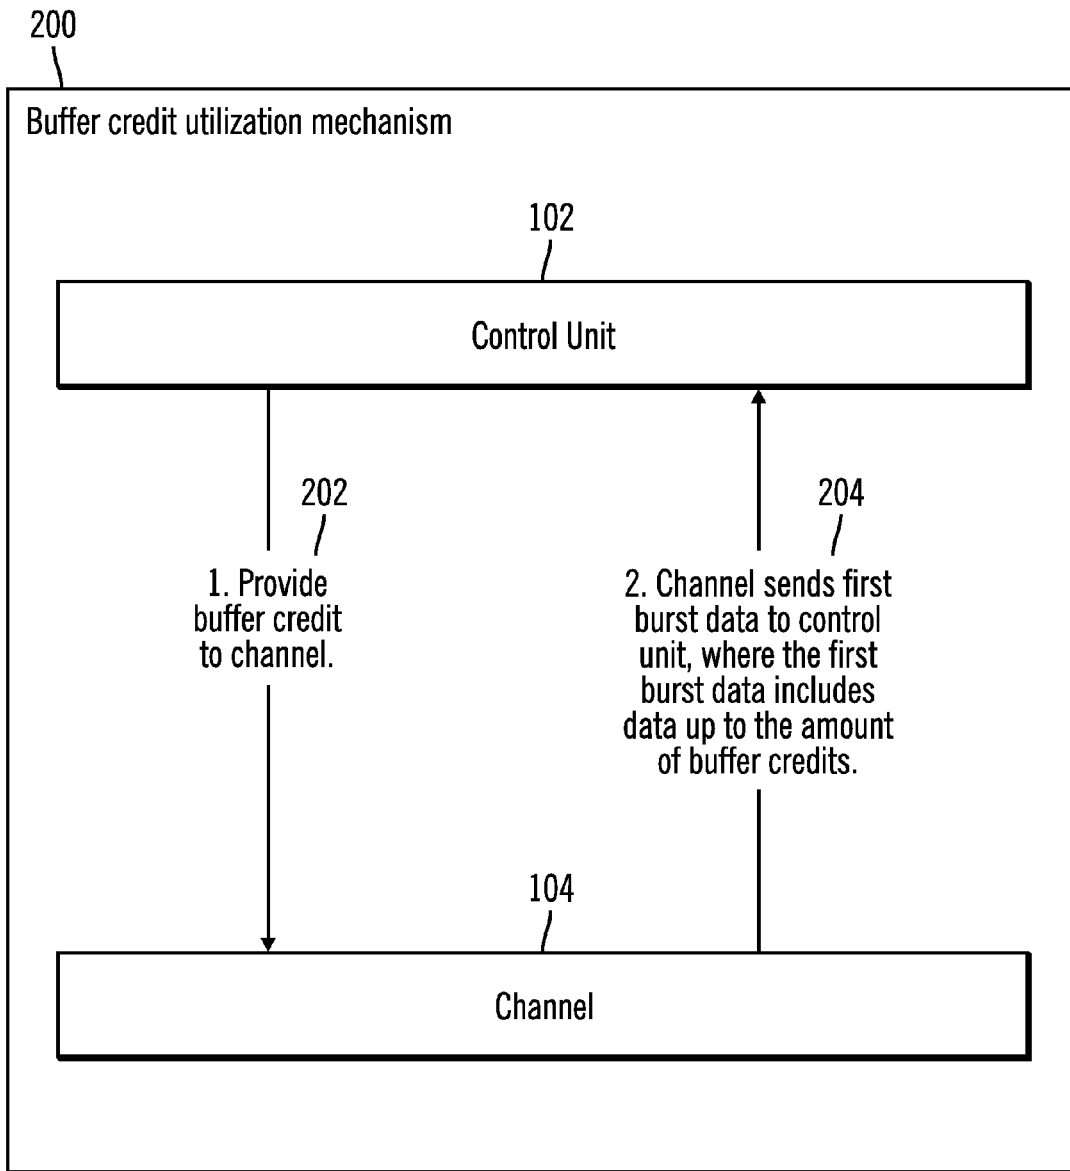 200
Buffer credit utilization mechanism
102
Control Unit
202
1. Provide
buffer credit
to channel.
204
2. Channel sends first
burst data to control
unit, where the first
burst data includes
data up to the amount
of buffer credits.
104
Channel